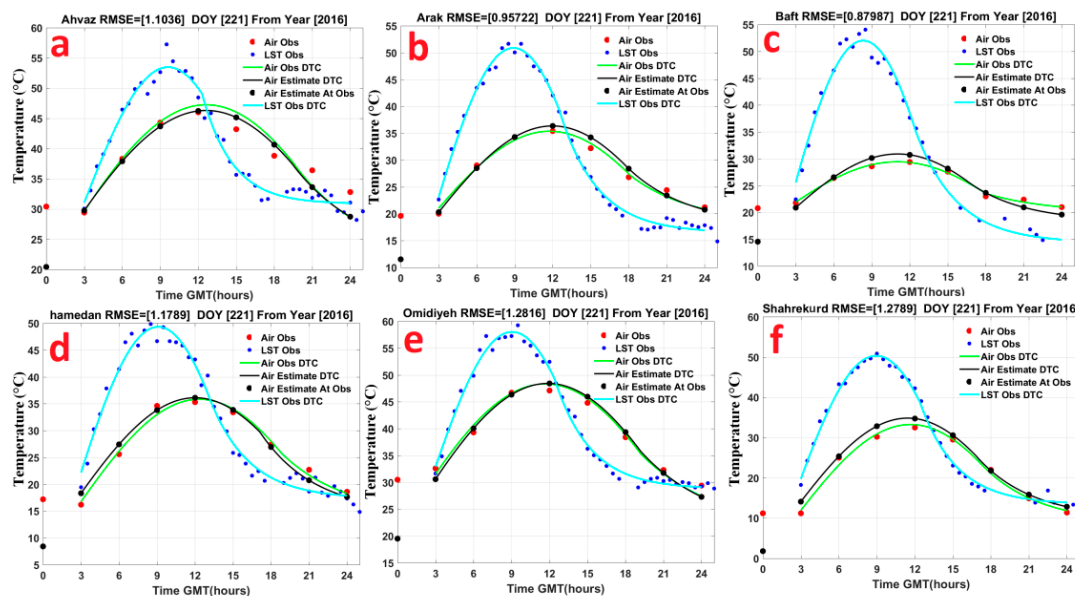 Ahvaz RMSE=[1.1036] DOY [221] From Year [2016]
a
Air Obs
LST Obs
Air Obs DTC
Air Estimate DTC
Air Estimate At Obs
LST Obs DTC
Temperature (°C)
60
55
50
45
40
35
30
25
20
0 3 6 9 12 15 18 21 24
Time GMT(hours)
Arak RMSE=[0.95722] DOY [221] From Year [2016]
b
Air Obs
LST Obs
Air Obs DTC
Air Estimate DTC
Air Estimate At Obs
LST Obs DTC
Temperature (°C)
55
50
45
40
35
30
25
20
15
10
0 3 6 9 12 15 18 21 24
Time GMT(hours)
Baft RMSE=[0.87987] DOY [221] From Year [2016]
c
Air Obs
LST Obs
Air Obs DTC
Air Estimate DTC
Air Estimate At Obs
LST Obs DTC
Temperature (°C)
55
50
45
40
35
30
25
20
15
10
5
0 3 6 9 12 15 18 21 24
Time GMT(hours)
hamedan RMSE=[1.1789] DOY [221] From Year [2016]
d
Air Obs
LST Obs
Air Obs DTC
Air Estimate DTC
Air Estimate At Obs
LST Obs DTC
Temperature (°C)
50
45
40
35
30
25
20
15
10
5
0 3 6 9 12 15 18 21 24
Time GMT(hours)
Omidiyeh RMSE=[1.2816] DOY [221] From Year [2016]
e
Air Obs
LST Obs
Air Obs DTC
Air Estimate DTC
Air Estimate At Obs
LST Obs DTC
Temperature (°C)
60
55
50
45
40
35
30
25
20
15
0 3 6 9 12 15 18 21 24
Time GMT(hours)
Shahrekurd RMSE=[1.2789] DOY [221] From Year [2016]
f
Air Obs
LST Obs
Air Obs DTC
Air Estimate DTC
Air Estimate At Obs
LST Obs DTC
Temperature (°C)
60
50
40
30
20
10
0
0 3 6 9 12 15 18 21 24
Time GMT(hours)